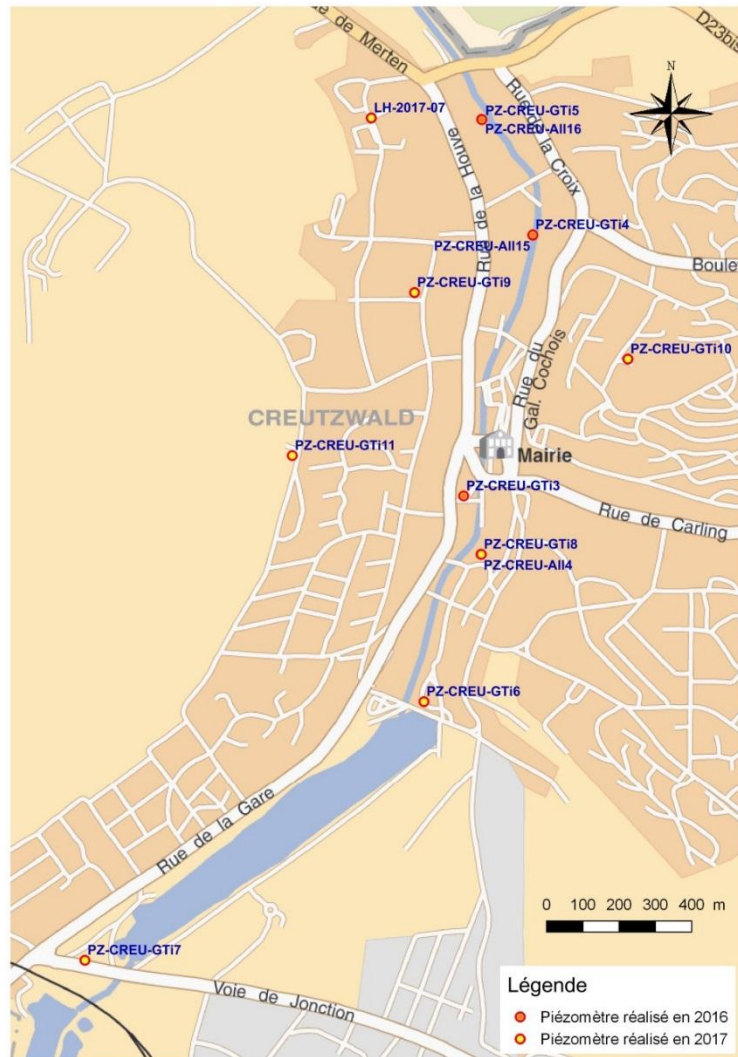 Rue de Merten
D23bis
N
LH-2017-07
PZ-CREU-GTi5
PZ-CREU-All16
Rue de la Croix
Rue de la Houve
PZ-CREU-GTi4
PZ-CREU-All15
Boulev
PZ-CREU-GTi9
PZ-CREU-GTi10
Rue du
Gal. Cochois
CREUTZWALD
PZ-CREU-GTi11
Mairie
PZ-CREU-GTi3
Rue de Carling
PZ-CREU-GTi8
PZ-CREU-All4
PZ-CREU-GTi6
Rue de la Gare
0 100 200 300 400 m
PZ-CREU-GTi7
Voie de Jonction
Légende
Piézomètre réalisé en 2016
Piézomètre réalisé en 2017